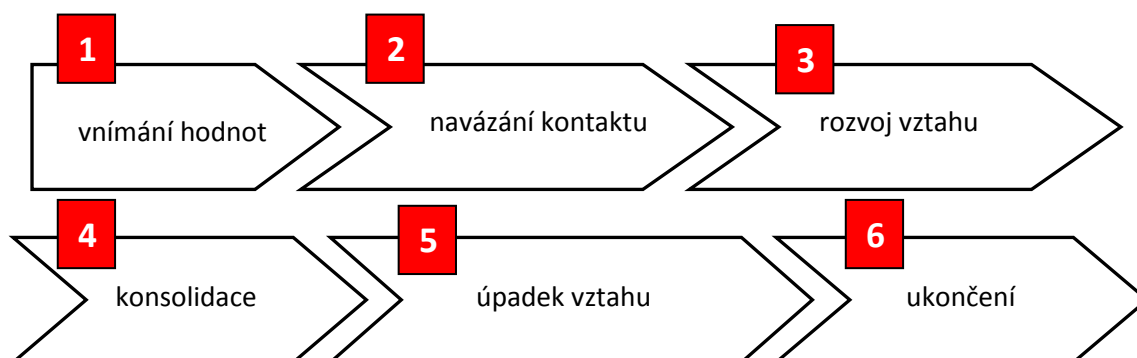 1
vnímání hodnot
2
navázání kontaktu
3
rozvoj vztahu
4
konsolidace
5
úpadek vztahu
6
ukončení